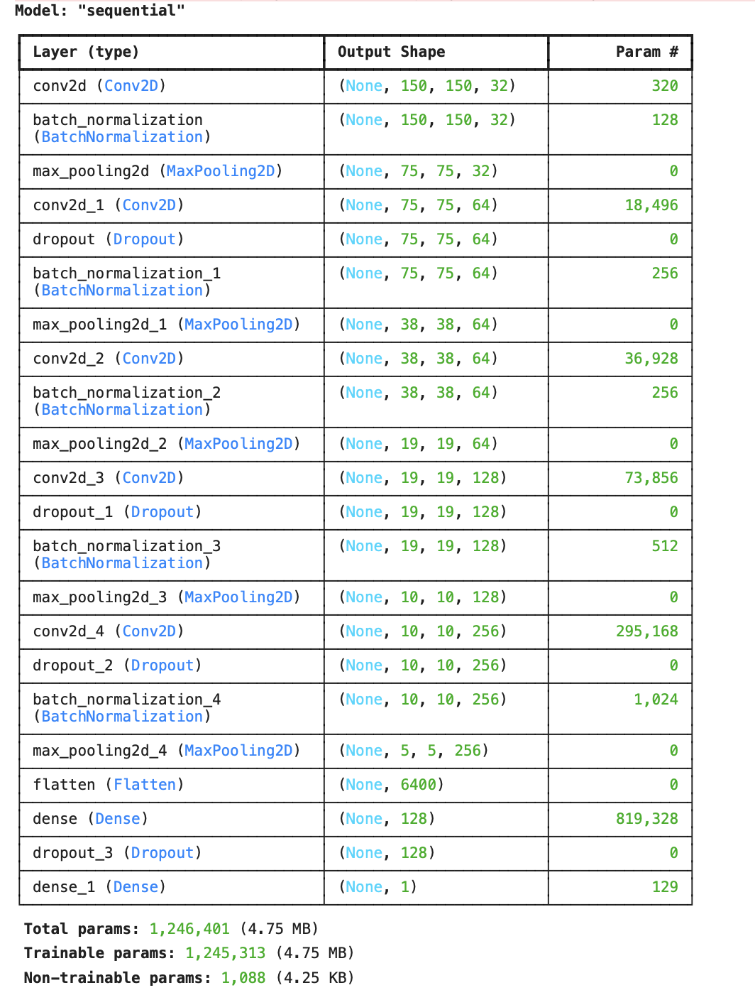 Model: "sequential"
Layer (type) Output Shape Param #
conv2d (Conv2D) (None, 150, 150, 32) 320
batch_normalization (None, 150, 150, 32) 128
(BatchNormalization)
max_pooling2d (MaxPooling2D) (None, 75, 75, 32) 0
conv2d_1 (Conv2D) (None, 75, 75, 64) 18,496
dropout (Dropout) (None, 75, 75, 64) 0
batch_normalization_1 (None, 75, 75, 64) 256
(BatchNormalization)
max_pooling2d_1 (MaxPooling2D) (None, 38, 38, 64) 0
conv2d_2 (Conv2D) (None, 38, 38, 64) 36,928
batch_normalization_2 (None, 38, 38, 64) 256
(BatchNormalization)
max_pooling2d_2 (MaxPooling2D) (None, 19, 19, 64) 0
conv2d_3 (Conv2D) (None, 19, 19, 128) 73,856
dropout_1 (Dropout) (None, 19, 19, 128) 0
batch_normalization_3 (None, 19, 19, 128) 512
(BatchNormalization)
max_pooling2d_3 (MaxPooling2D) (None, 10, 10, 128) 0
conv2d_4 (Conv2D) (None, 10, 10, 256) 295,168
dropout_2 (Dropout) (None, 10, 10, 256) 0
batch_normalization_4 (None, 10, 10, 256) 1,024
(BatchNormalization)
max_pooling2d_4 (MaxPooling2D) (None, 5, 5, 256) 0
flatten (Flatten) (None, 6400) 0
dense (Dense) (None, 128) 819,328
dropout_3 (Dropout) (None, 128) 0
dense_1 (Dense) (None, 1) 129
Total params: 1,246,401 (4.75 MB)
Trainable params: 1,245,313 (4.75 MB)
Non-trainable params: 1,088 (4.25 KB)